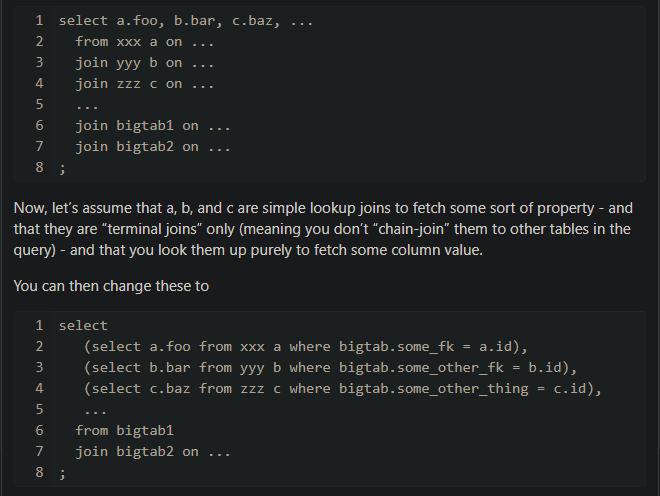 1 select a.foo, b.bar, c.baz, ...
2   from xxx a on ...
3   join yyy b on ...
4   join zzz c on ...
5   ...
6   join bigtab1 on ...
7   join bigtab2 on ...
8 ;
Now, let’s assume that a, b, and c are simple lookup joins to fetch some sort of property - and
that they are “terminal joins” only (meaning you don’t “chain-join” them to other tables in the
query) - and that you look them up purely to fetch some column value.
You can then change these to
1 select
2    (select a.foo from xxx a where bigtab.some_fk = a.id),
3    (select b.bar from yyy b where bigtab.some_other_fk = b.id),
4    (select c.baz from zzz c where bigtab.some_other_thing = c.id),
5    ...
6   from bigtab1
7   join bigtab2 on ...
8 ;